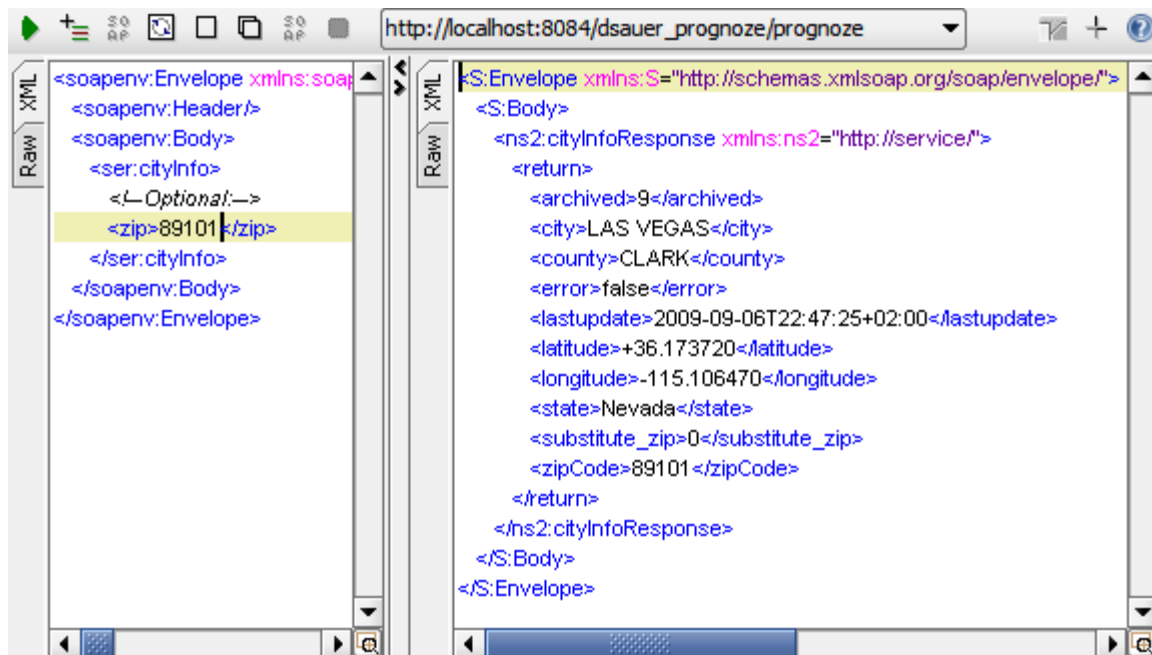 http://localhost:8084/dsauer_prognoze/prognoze
XML
Raw
<soapenv:Envelope xmlns:soap
<soapenv:Header/>
<soapenv:Body>
<ser:cityInfo>
<!--Optional:-->
<zip>89101</zip>
</ser:cityInfo>
</soapenv:Body>
</soapenv:Envelope>
XML
Raw
<S:Envelope xmlns:S="http://schemas.xmlsoap.org/soap/envelope/">
<S:Body>
<ns2:cityInfoResponse xmlns:ns2="http://service/">
<return>
<archived>9</archived>
<city>LAS VEGAS</city>
<county>CLARK</county>
<error>false</error>
<lastupdate>2009-09-06T22:47:25+02:00</lastupdate>
<latitude>+36.173720</latitude>
<longitude>-115.106470</longitude>
<state>Nevada</state>
<substitute_zip>0</substitute_zip>
<zipCode>89101</zipCode>
</return>
</ns2:cityInfoResponse>
</S:Body>
</S:Envelope>